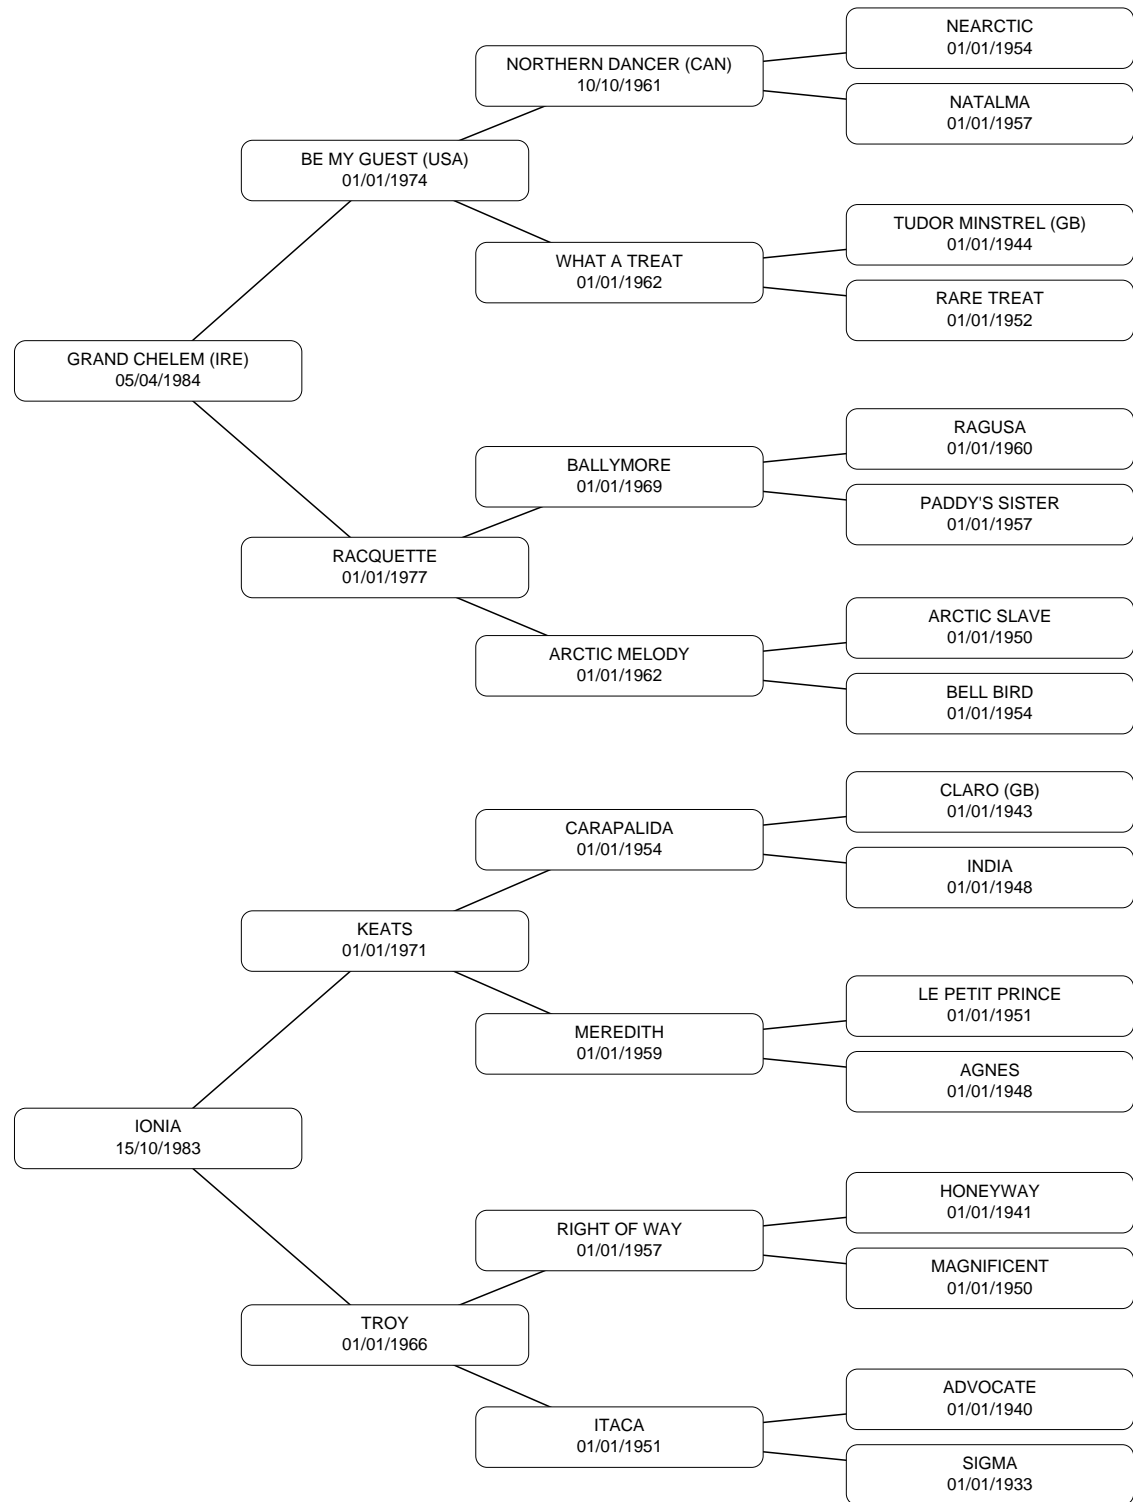 NEARCTIC
01/01/1954
NORTHERN DANCER (CAN)
10/10/1961
NATALMA
01/01/1957
BE MY GUEST (USA)
01/01/1974
TUDOR MINSTREL (GB)
01/01/1944
WHAT A TREAT
01/01/1962
RARE TREAT
01/01/1952
GRAND CHELEM (IRE)
05/04/1984
RAGUSA
01/01/1960
BALLYMORE
01/01/1969
PADDY'S SISTER
01/01/1957
RACQUETTE
01/01/1977
ARCTIC SLAVE
01/01/1950
ARCTIC MELODY
01/01/1962
BELL BIRD
01/01/1954
CLARO (GB)
01/01/1943
CARAPALIDA
01/01/1954
INDIA
01/01/1948
KEATS
01/01/1971
LE PETIT PRINCE
01/01/1951
MEREDITH
01/01/1959
AGNES
01/01/1948
IONIA
15/10/1983
HONEYWAY
01/01/1941
RIGHT OF WAY
01/01/1957
MAGNIFICENT
01/01/1950
TROY
01/01/1966
ADVOCATE
01/01/1940
ITACA
01/01/1951
SIGMA
01/01/1933